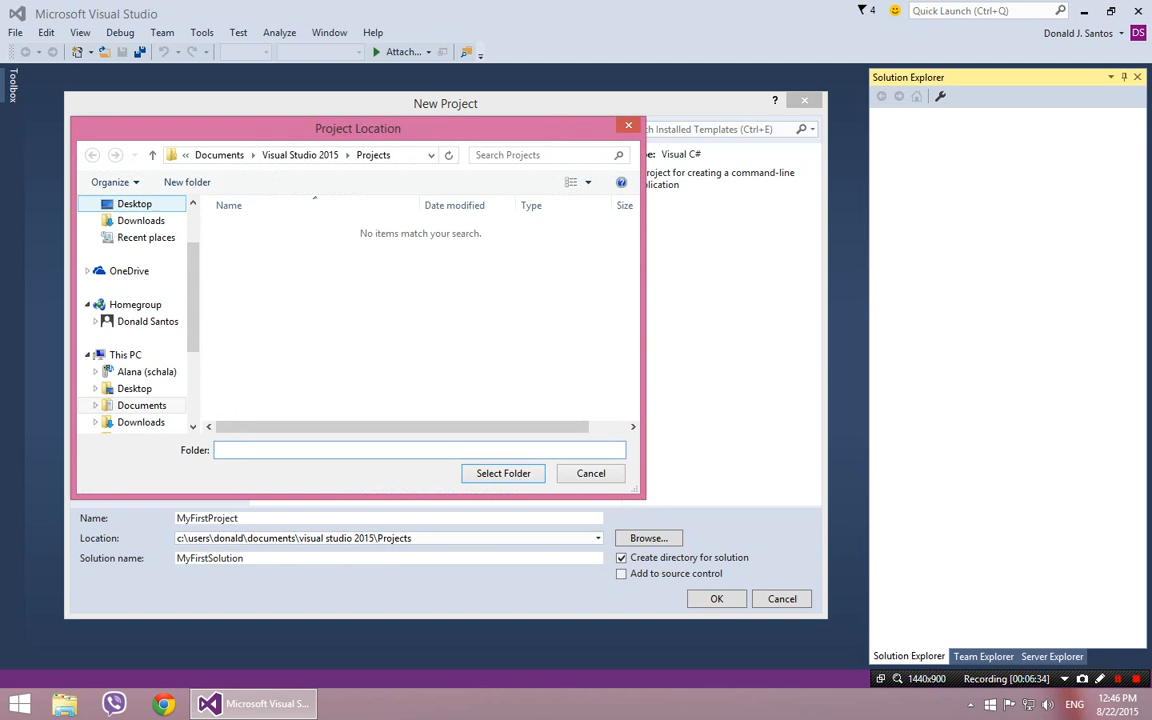 Microsoft Visual Studio
4
Quick Launch (Ctrl+Q)
File Edit View Debug Team Tools Test Analyze Window Help
Donald J. Santos
DS
Attach...
Toolbox
Solution Explorer
New Project
?
Project Location
ch Installed Templates (Ctrl+E)
« Documents Visual Studio 2015 Projects
Search Projects
pe: Visual C#
roject for creating a command-line
plication
Organize
New folder
Name
Date modified
Type
Size
No items match your search.
Desktop
Downloads
Recent places
OneDrive
Homegroup
Donald Santos
This PC
Alana (schala)
Desktop
Documents
Downloads
Folder:
Select Folder
Cancel
Name:
MyFirstProject
Location:
c:\users\donald\documents\visual studio 2015\Projects
Browse...
Solution name:
MyFirstSolution
Create directory for solution
Add to source control
OK
Cancel
Solution Explorer
Team Explorer
Server Explorer
1440x900
Recording [00:06:34]
Microsoft Visual S...
ENG
12:46 PM
8/22/2015